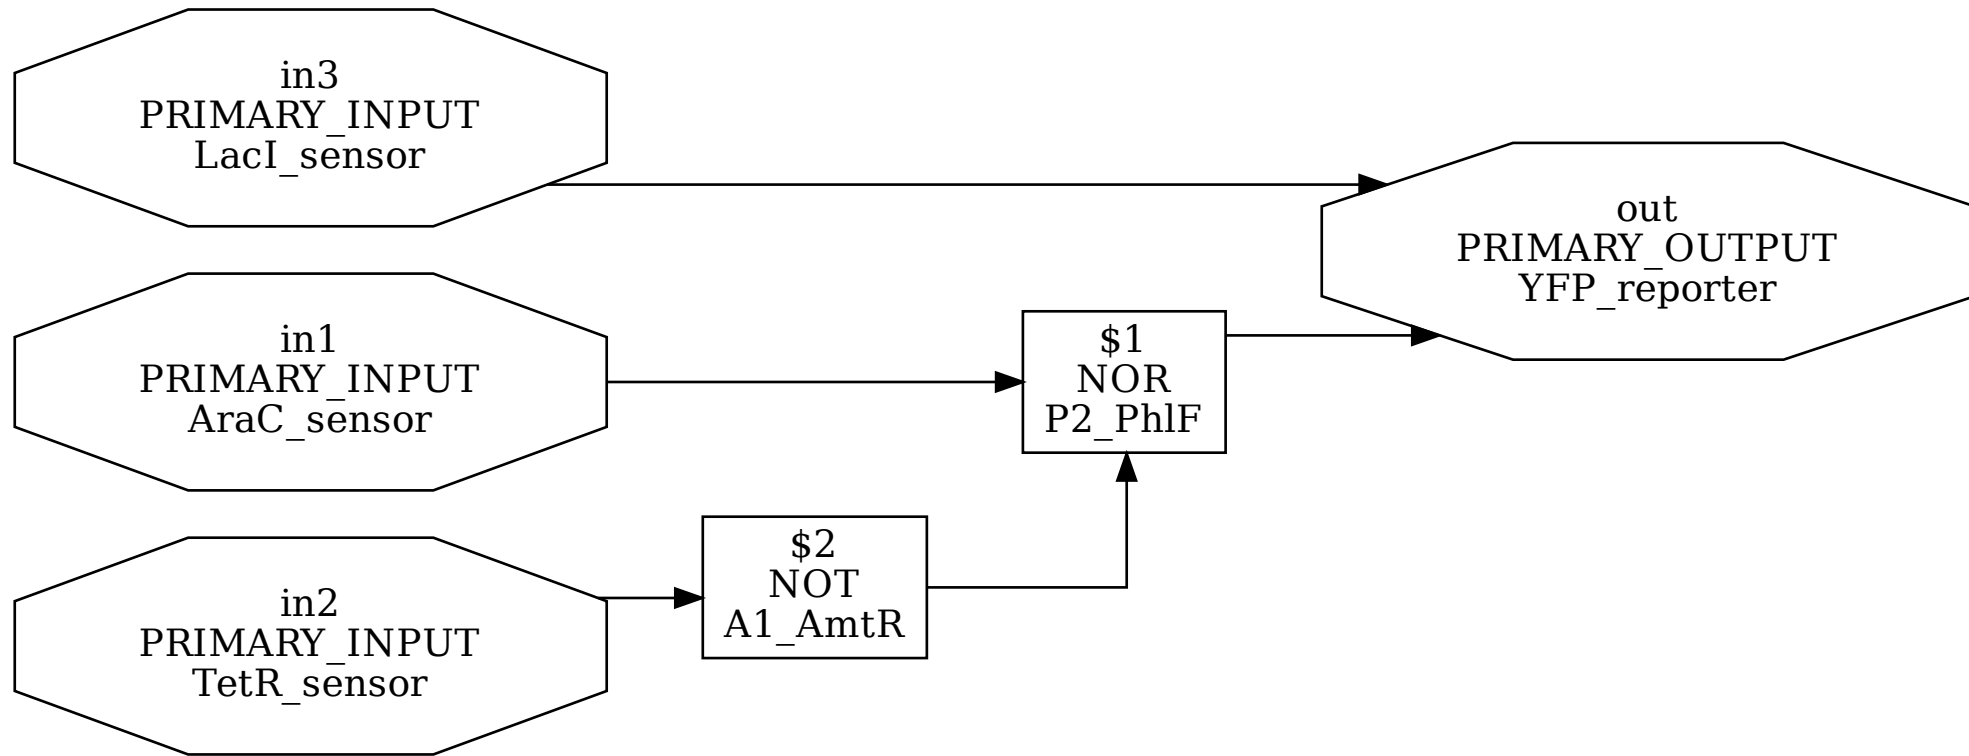 in3
PRIMARY_INPUT
LacI_sensor
out
PRIMARY_OUTPUT
YFP_reporter
in1
PRIMARY_INPUT
AraC_sensor
$1
NOR
P2_PhlF
$2
NOT
A1_AmtR
in2
PRIMARY_INPUT
TetR_sensor